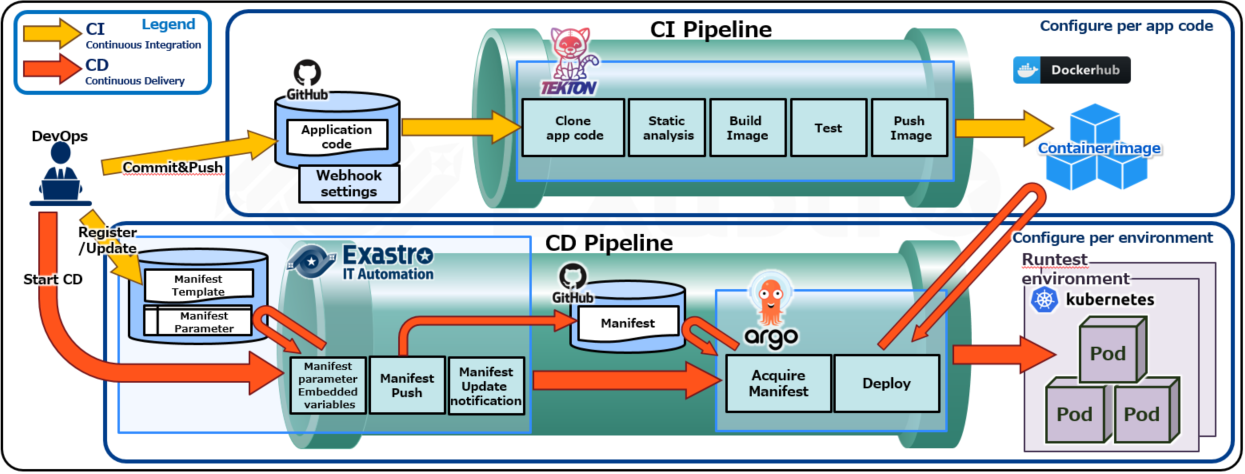 Legend
CI
Continuous Integration
CD
Continuous Delivery
CI Pipeline
Configure per app code
GitHub
TEKTON
Dockerhub
Application
code
Webhook
settings
Clone
app code
Static
analysis
Build
Image
Test
Push
Image
Container image
DevOps
Commit&Push
Register
/Update
Start CD
CD Pipeline
Configure per environment
Exastro
IT Automation
Manifest
Template
Manifest
Parameter
Manifest
parameter
Embedded
variables
Manifest
Push
Manifest
Update
notification
GitHub
Manifest
argo
Acquire
Manifest
Deploy
Runtest
environment
kubernetes
Pod
Pod
Pod